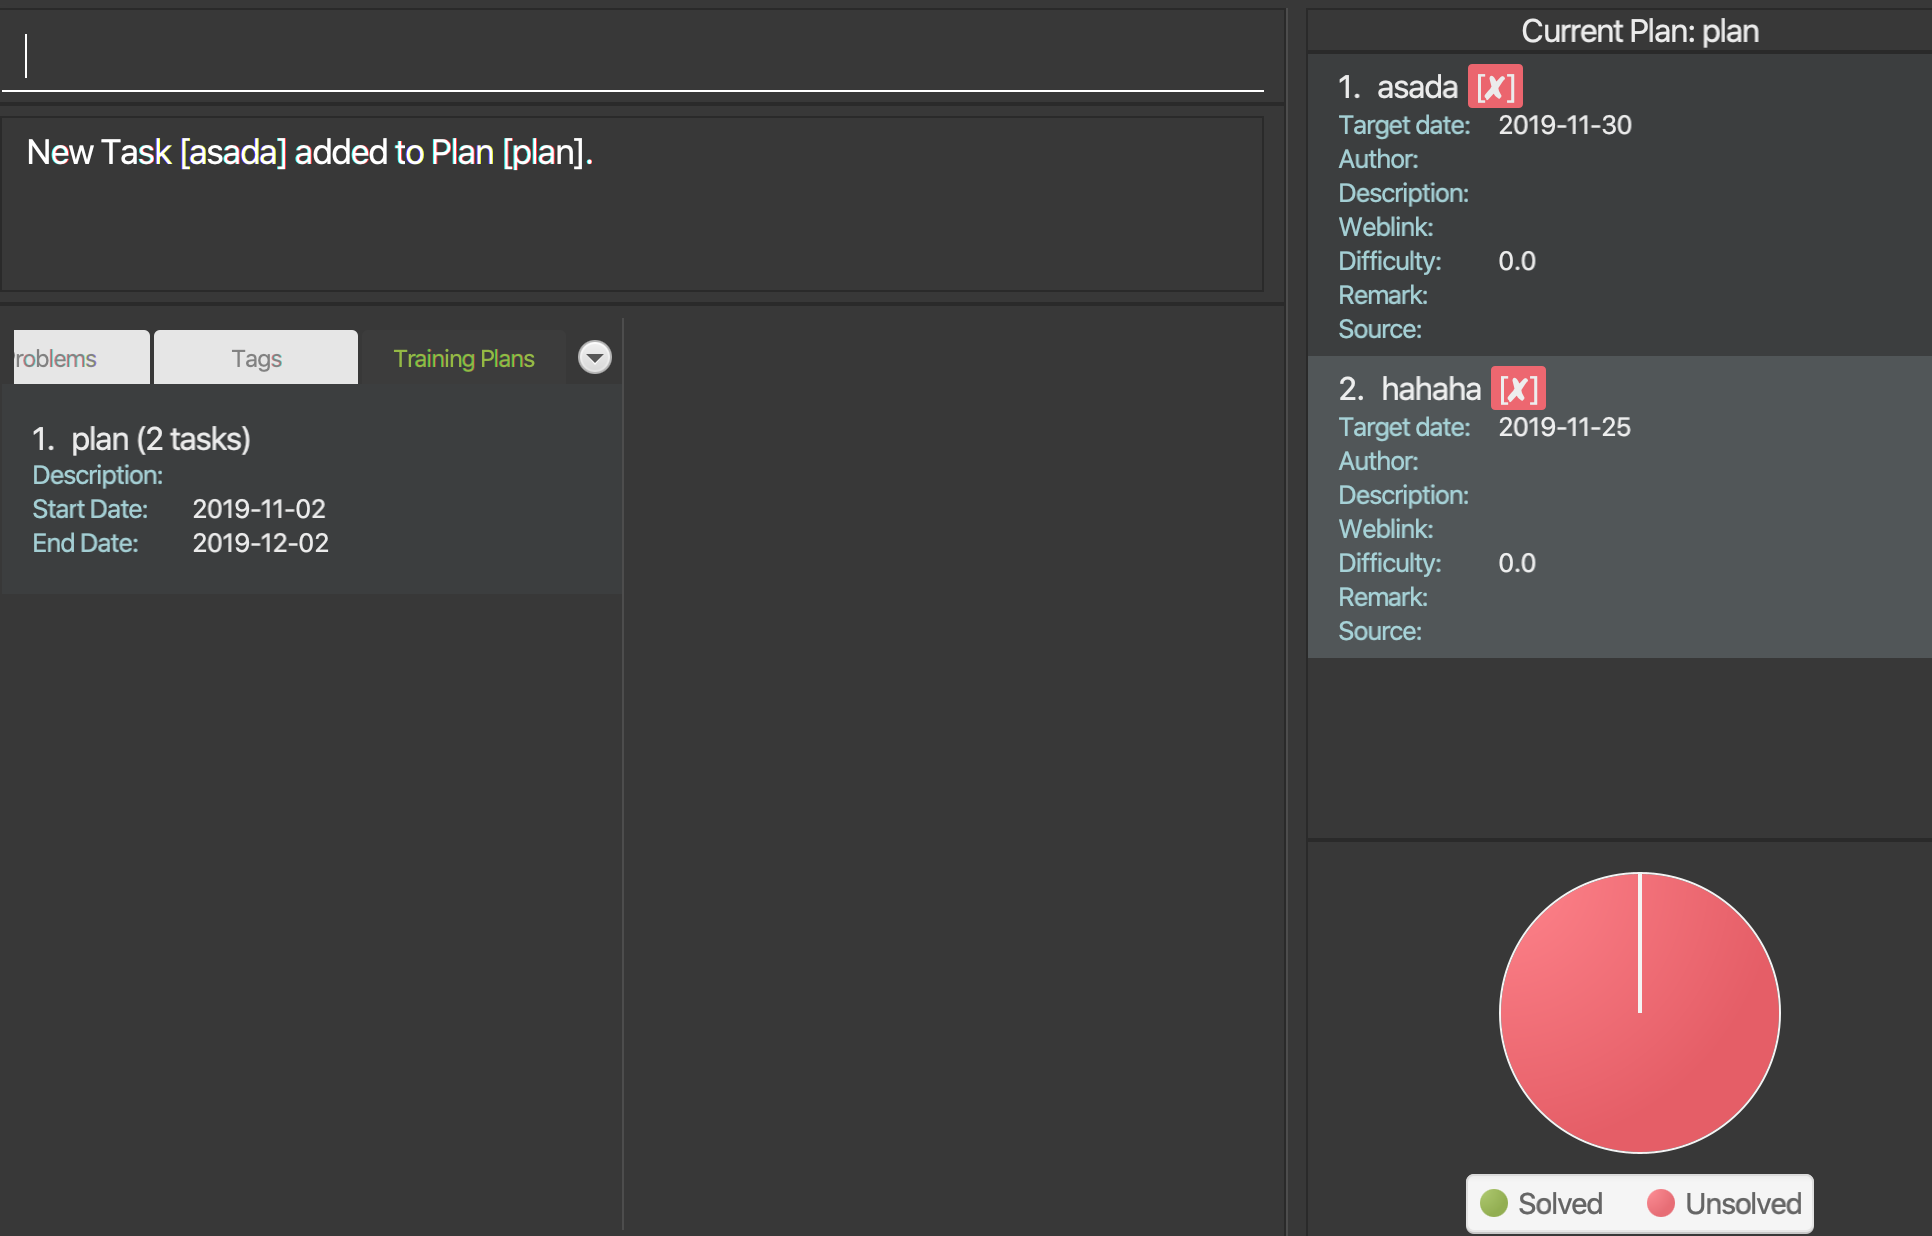 New Task [asada] added to Plan [plan].
roblems
Tags
Training Plans
1. plan (2 tasks)
Description:
Start Date: 2019-11-02
End Date: 2019-12-02
Current Plan: plan
1. asada [✗]
Target date: 2019-11-30
Author:
Description:
Weblink:
Difficulty: 0.0
Remark:
Source:
2. hahaha [✗]
Target date: 2019-11-25
Author:
Description:
Weblink:
Difficulty: 0.0
Remark:
Source:
Solved
Unsolved